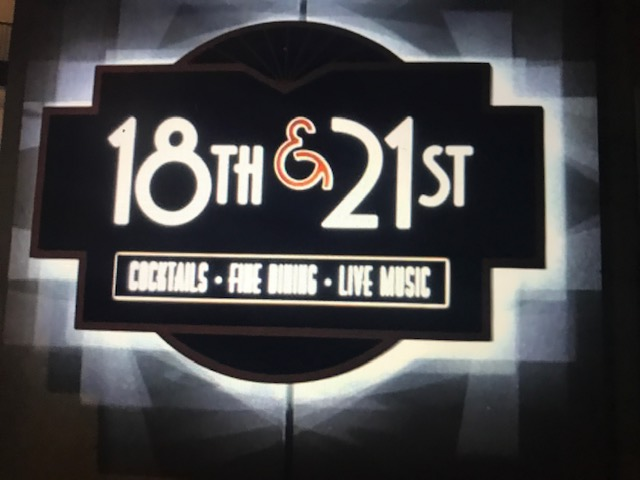 18TH & 21ST
COCKTAILS • FINE DINING • LIVE MUSIC